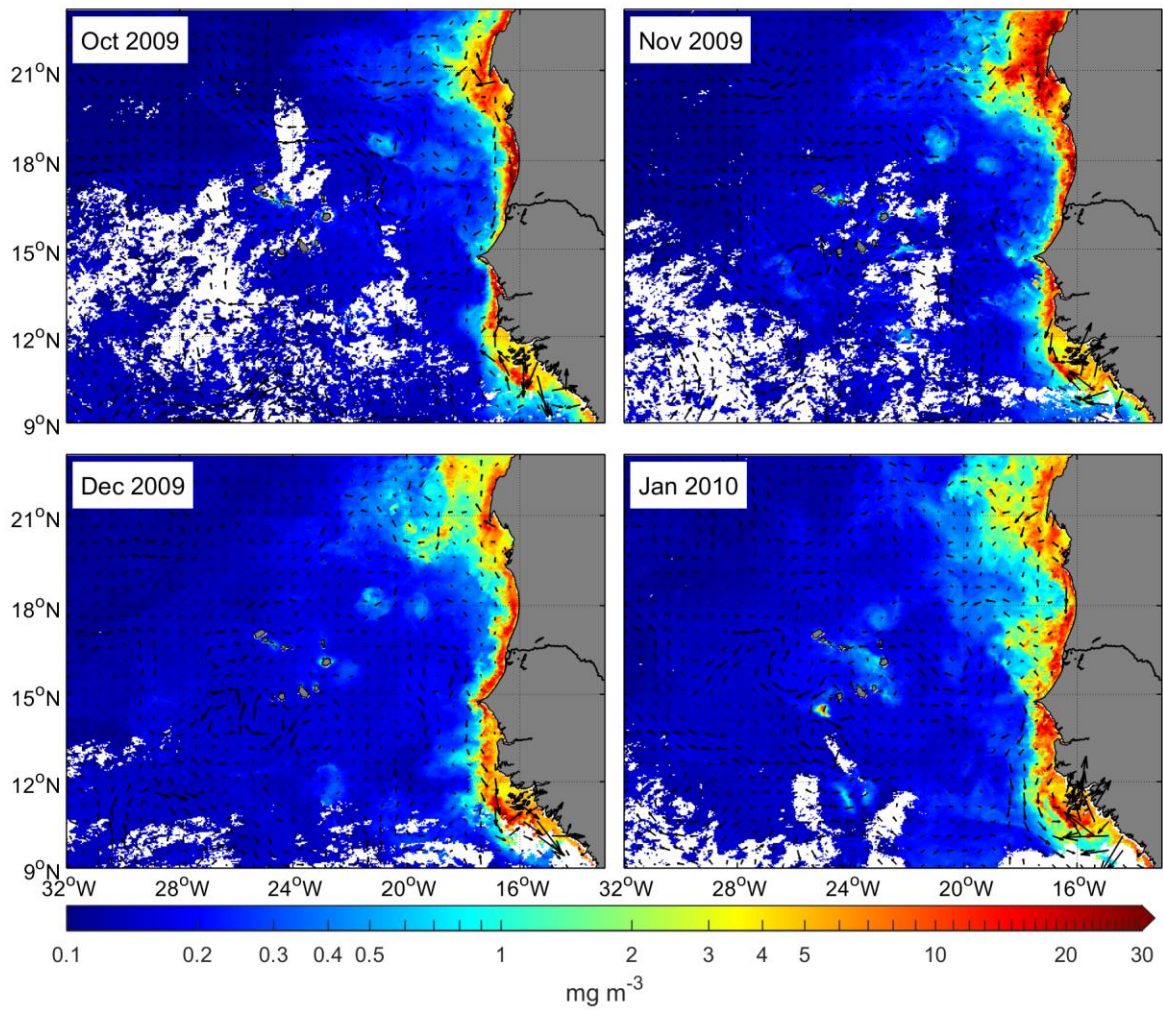 Oct 2009
Nov 2009
21°N
18°N
15°N
12°N
9°N
Dec 2009
Jan 2010
21°N
18°N
15°N
12°N
9°N
32°W 28°W 24°W 20°W 16°W 32°W 28°W 24°W 20°W 16°W
0.1 0.2 0.3 0.4 0.5 1 2 3 4 5 10 20 30
mg m⁻³